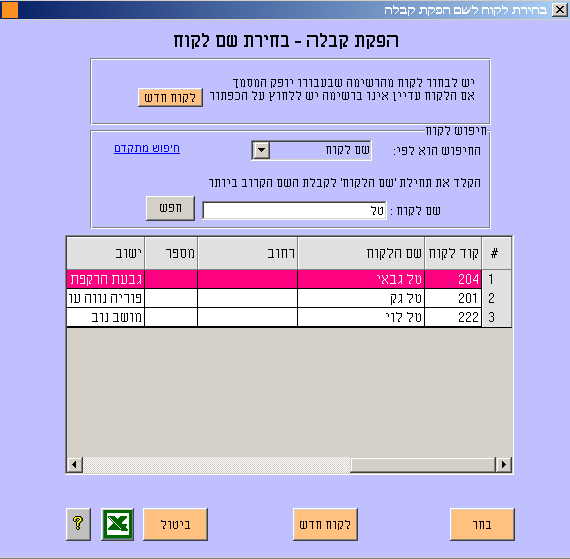 בחירת לקוח לשם הפקת קבלה
הפקת קבלה - בחירת שם לקוח
יש לבחור לקוח מהרשימה שבעבורו יופק המסמך
אם הלקוח עדיין אינו ברשימה יש ללחוץ על הכפתור
לקוח חדש
חיפוש לקוח
החיפוש הוא לפי:
שם לקוח
חיפוש מתקדם
הקלד את תחילת 'שם הלקוח' לקבלת השם הקרוב ביותר
שם לקוח :
טל
חפש
# קוד לקוח שם הלקוח רחוב מספר ישוב
1 204 טל גבאי גבעת הרקפת
2 201 טל גק פוריה נווה עו
3 222 טל לוי מושב נוב
בחר
לקוח חדש
ביטול
?